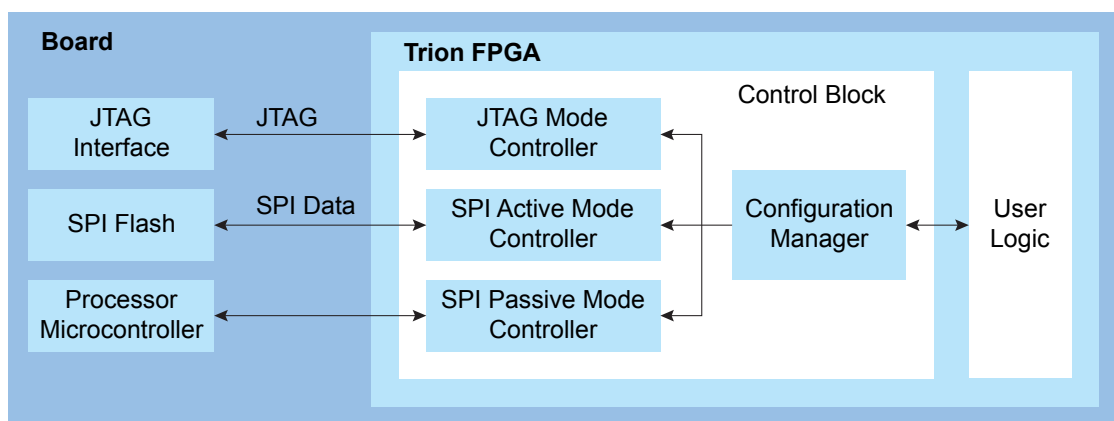 Board
Trion FPGA
Control Block
JTAG
Interface
JTAG
JTAG Mode
Controller
SPI Flash
SPI Data
SPI Active Mode
Controller
Configuration
Manager
User
Logic
Processor
Microcontroller
SPI Passive Mode
Controller